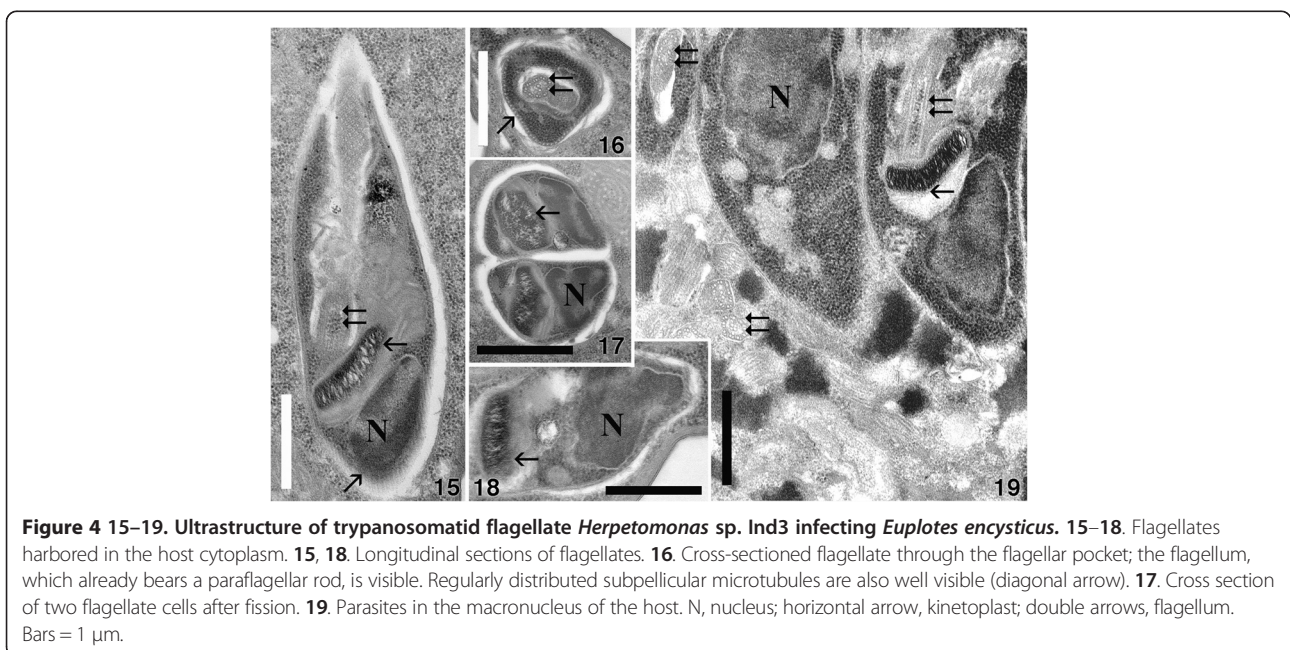 N
15
16
N
17
N
18
N
19
Figure 4 15–19. Ultrastructure of trypanosomatid flagellate Herpetomonas sp. Ind3 infecting Euplotes encysticus. 15–18. Flagellates
harbored in the host cytoplasm. 15, 18. Longitudinal sections of flagellates. 16. Cross-sectioned flagellate through the flagellar pocket; the flagellum,
which already bears a paraflagellar rod, is visible. Regularly distributed subpellicular microtubules are also well visible (diagonal arrow). 17. Cross section
of two flagellate cells after fission. 19. Parasites in the macronucleus of the host. N, nucleus; horizontal arrow, kinetoplast; double arrows, flagellum.
Bars = 1 μm.